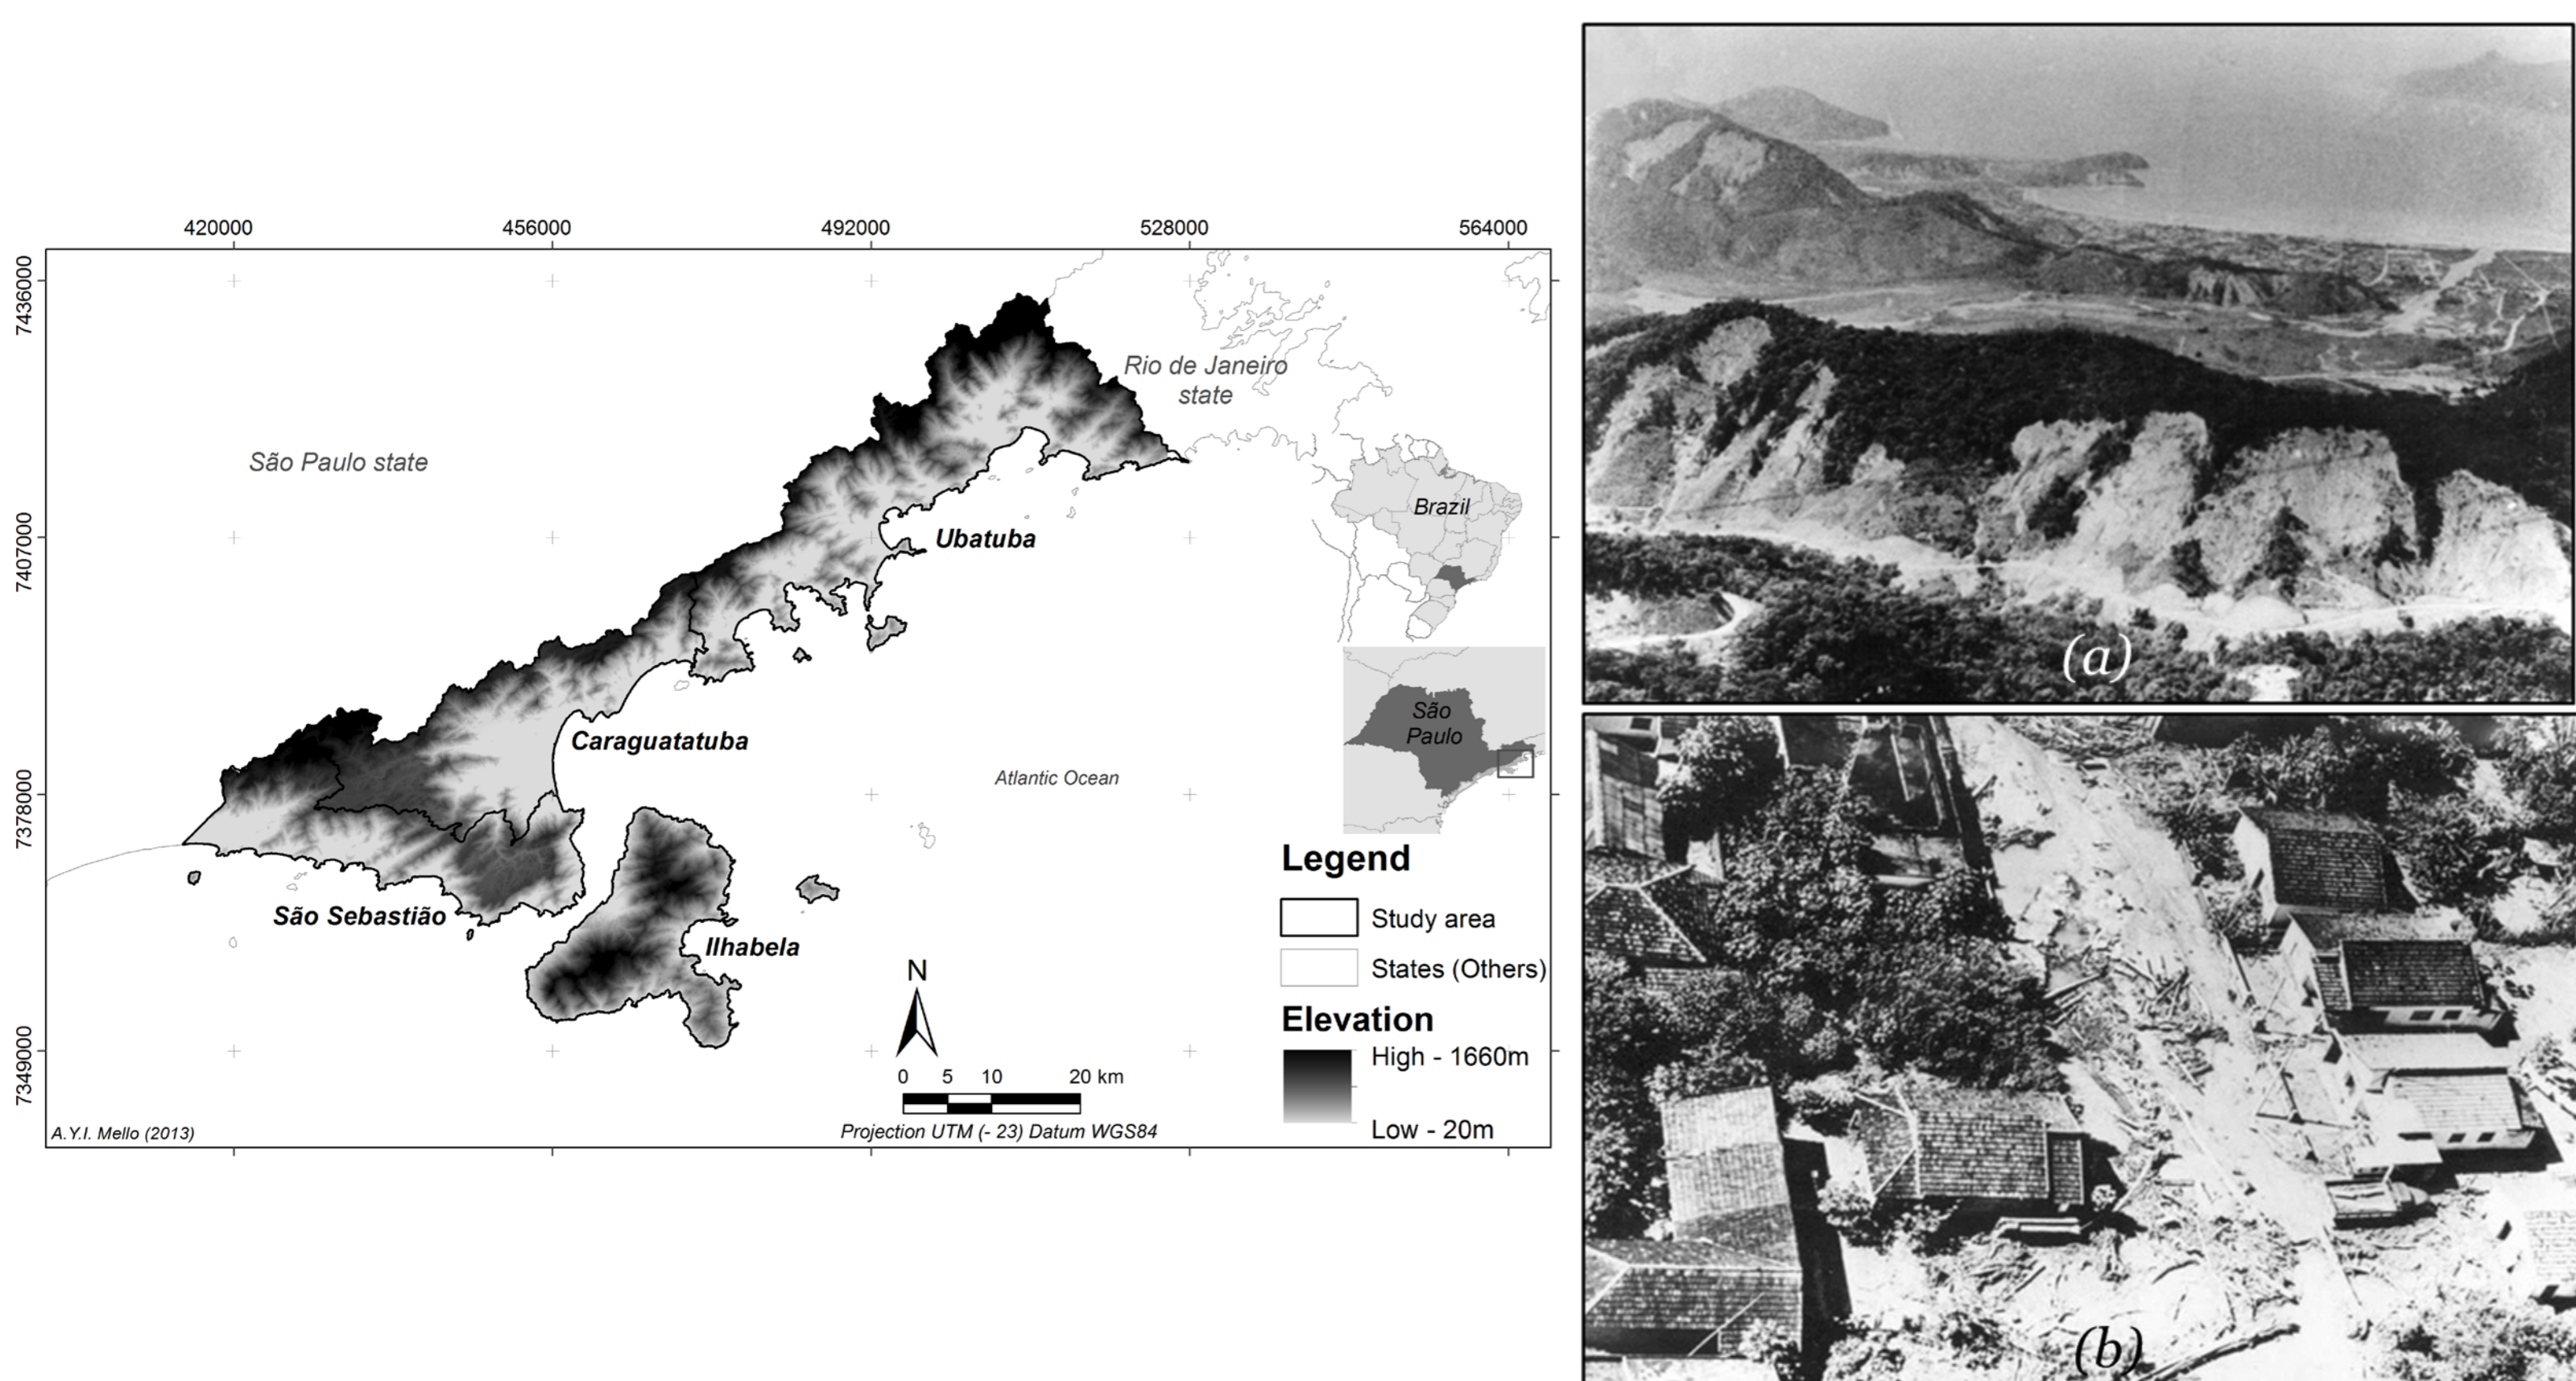 420000
456000
492000
528000
564000
7436000
7407000
7378000
7349000
São Paulo state
Rio de Janeiro
state
Ubatuba
Caraguatatuba
São Sebastião
Ilhabela
Atlantic Ocean
Brazil
São
Paulo
Legend
Study area
States (Others)
Elevation
High - 1660m
Low - 20m
N
0 5 10 20 km
Projection UTM (- 23) Datum WGS84
A.Y.I. Mello (2013)
(a)
(b)